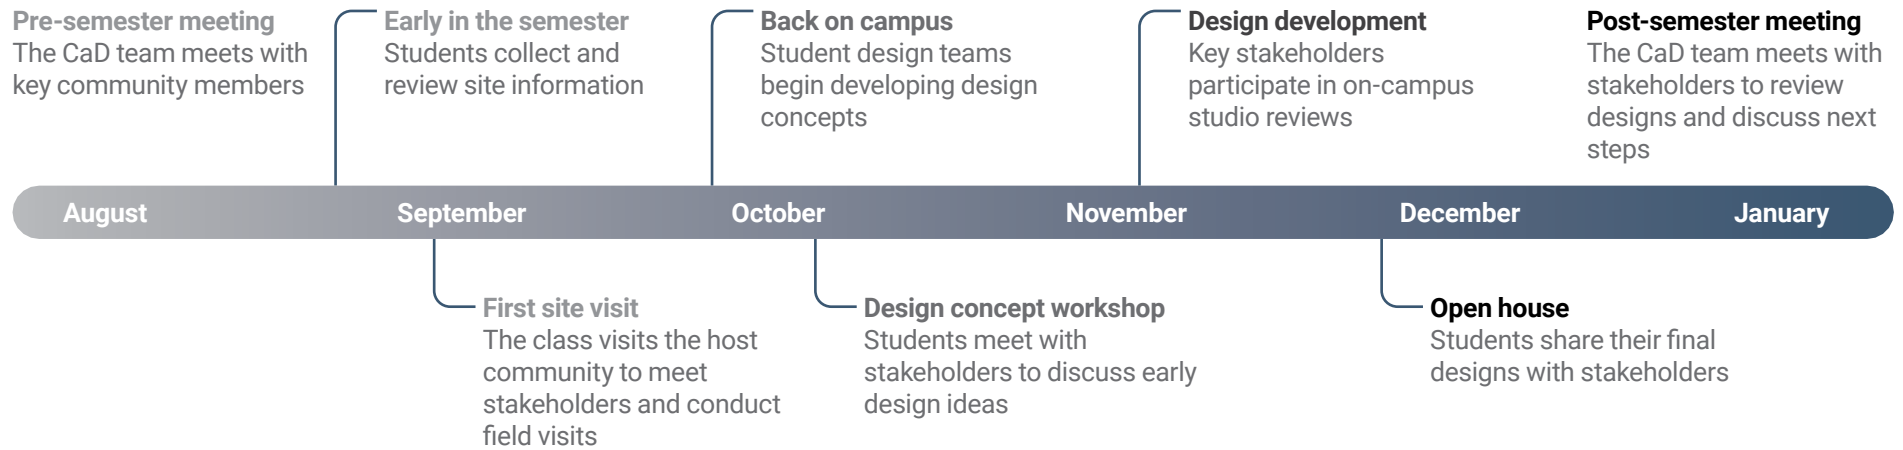 Pre-semester meeting
The CaD team meets with
key community members
Early in the semester
Students collect and
review site information
Back on campus
Student design teams
begin developing design
concepts
Design development
Key stakeholders
participate in on-campus
studio reviews
Post-semester meeting
The CaD team meets with
stakeholders to review
designs and discuss next
steps
August
September
October
November
December
January
First site visit
The class visits the host
community to meet
stakeholders and conduct
field visits
Design concept workshop
Students meet with
stakeholders to discuss early
design ideas
Open house
Students share their final
designs with stakeholders